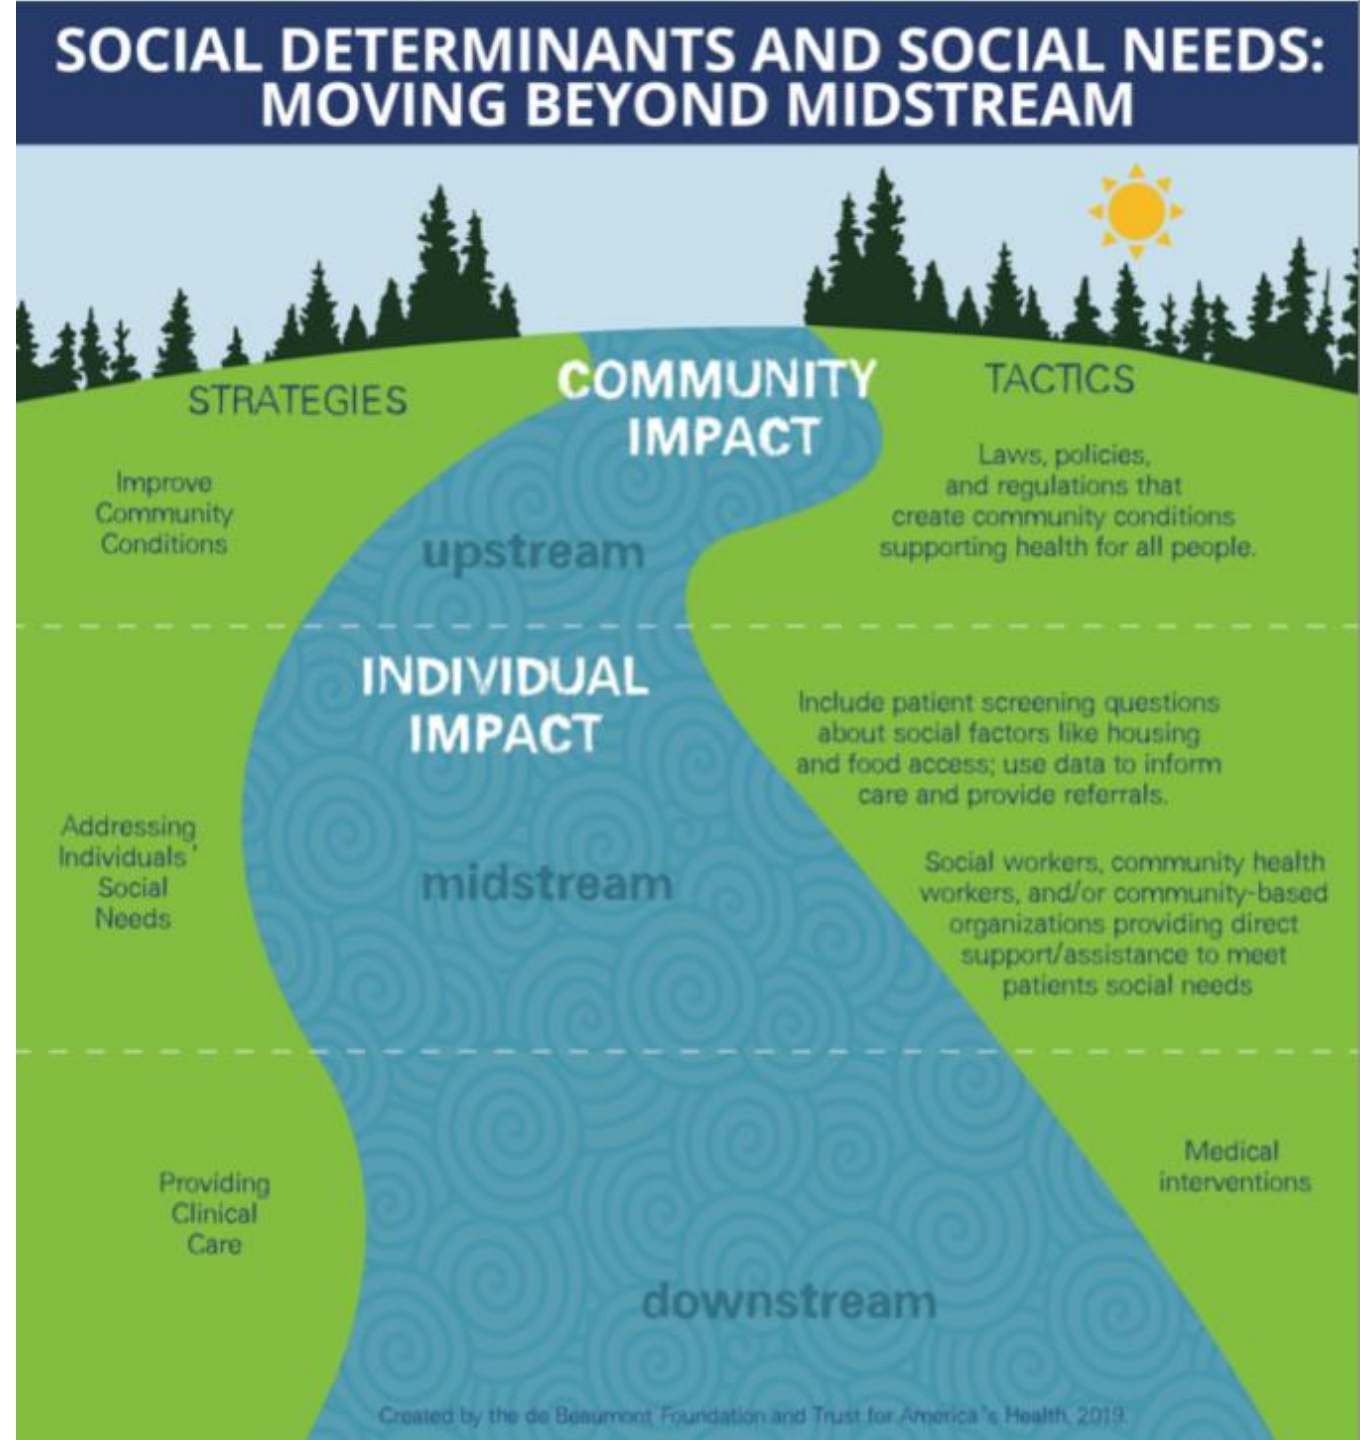 SOCIAL DETERMINANTS AND SOCIAL NEEDS:
MOVING BEYOND MIDSTREAM
STRATEGIES
COMMUNITY
IMPACT
TACTICS
Improve
Community
Conditions
upstream
Laws, policies,
and regulations that
create community conditions
supporting health for all people.
INDIVIDUAL
IMPACT
Addressing
Individuals'
Social
Needs
midstream
Include patient screening questions
about social factors like housing
and food access; use data to inform
care and provide referrals.
Social workers, community health
workers, and/or community-based
organizations providing direct
support/assistance to meet
patients social needs
Providing
Clinical
Care
downstream
Medical
interventions
Created by the de Beaumont Foundation and Trust for America's Health, 2019.